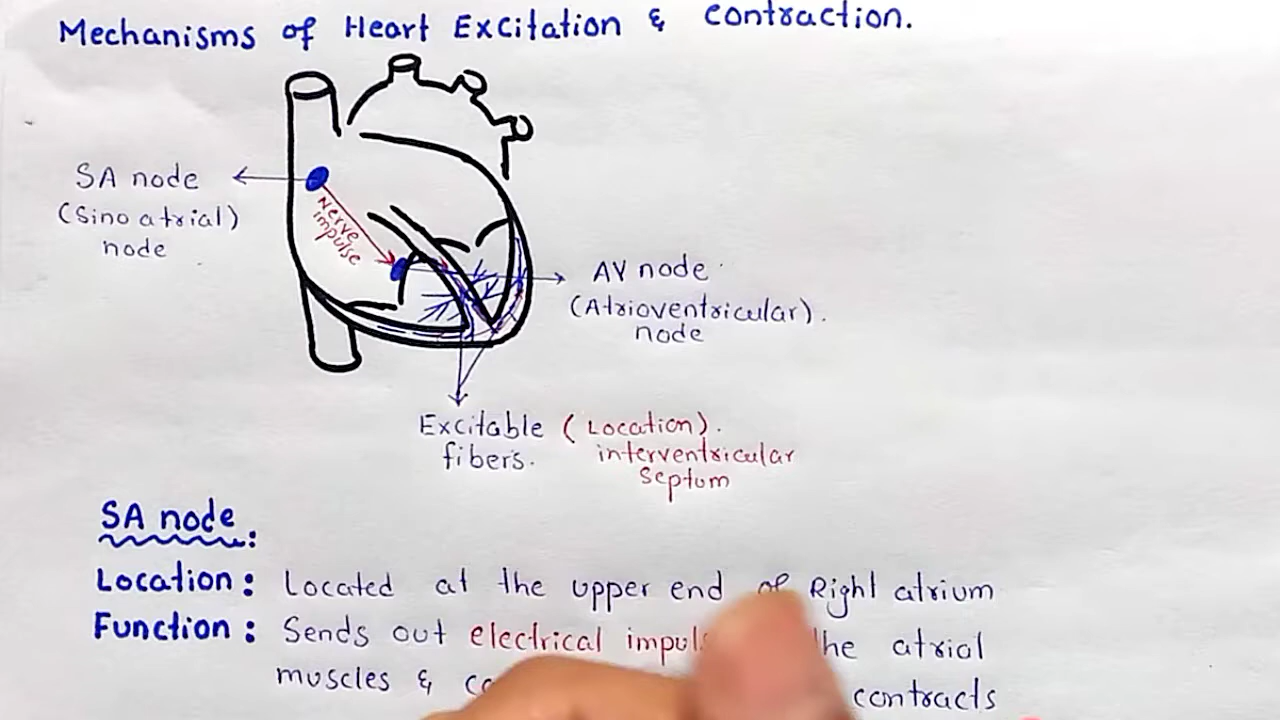 Mechanisms of Heart Excitation & contraction.
SA node
(Sino atrial)
node
Nerve
impulse
AV node
(Atrioventricular).
node
Excitable (Location).
fibers. interventricular
septum
SA node :
Location : Located at the upper end of Right atrium
Function : Sends out electrical the atrial
muscles & contracts